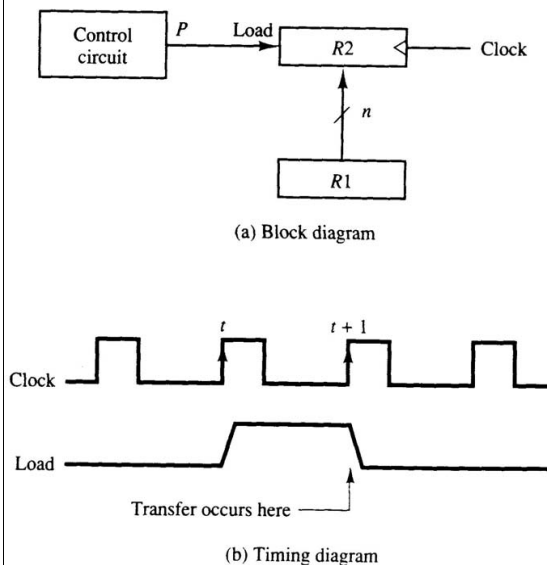 Control
circuit
P
Load
R2
Clock
n
R1
(a) Block diagram
t
t + 1
Clock
Load
Transfer occurs here
(b) Timing diagram